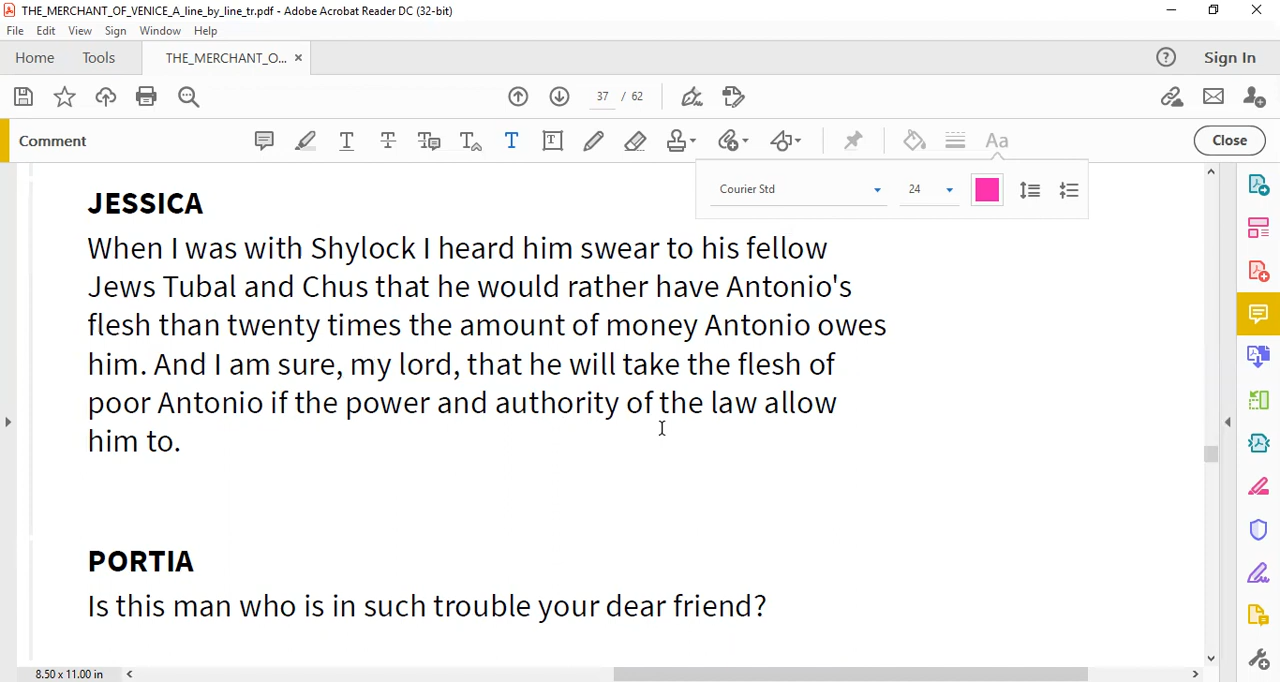 THE_MERCHANT_OF_VENICE_A_line_by_line_tr.pdf - Adobe Acrobat Reader DC (32-bit)
File Edit View Sign Window Help
Home Tools THE_MERCHANT_O... × Sign In
37 / 62
Comment Close
Courier Std 24
JESSICA
When I was with Shylock I heard him swear to his fellow
Jews Tubal and Chus that he would rather have Antonio's
flesh than twenty times the amount of money Antonio owes
him. And I am sure, my lord, that he will take the flesh of
poor Antonio if the power and authority of the law allow
him to.
PORTIA
Is this man who is in such trouble your dear friend?
8.50 x 11.00 in